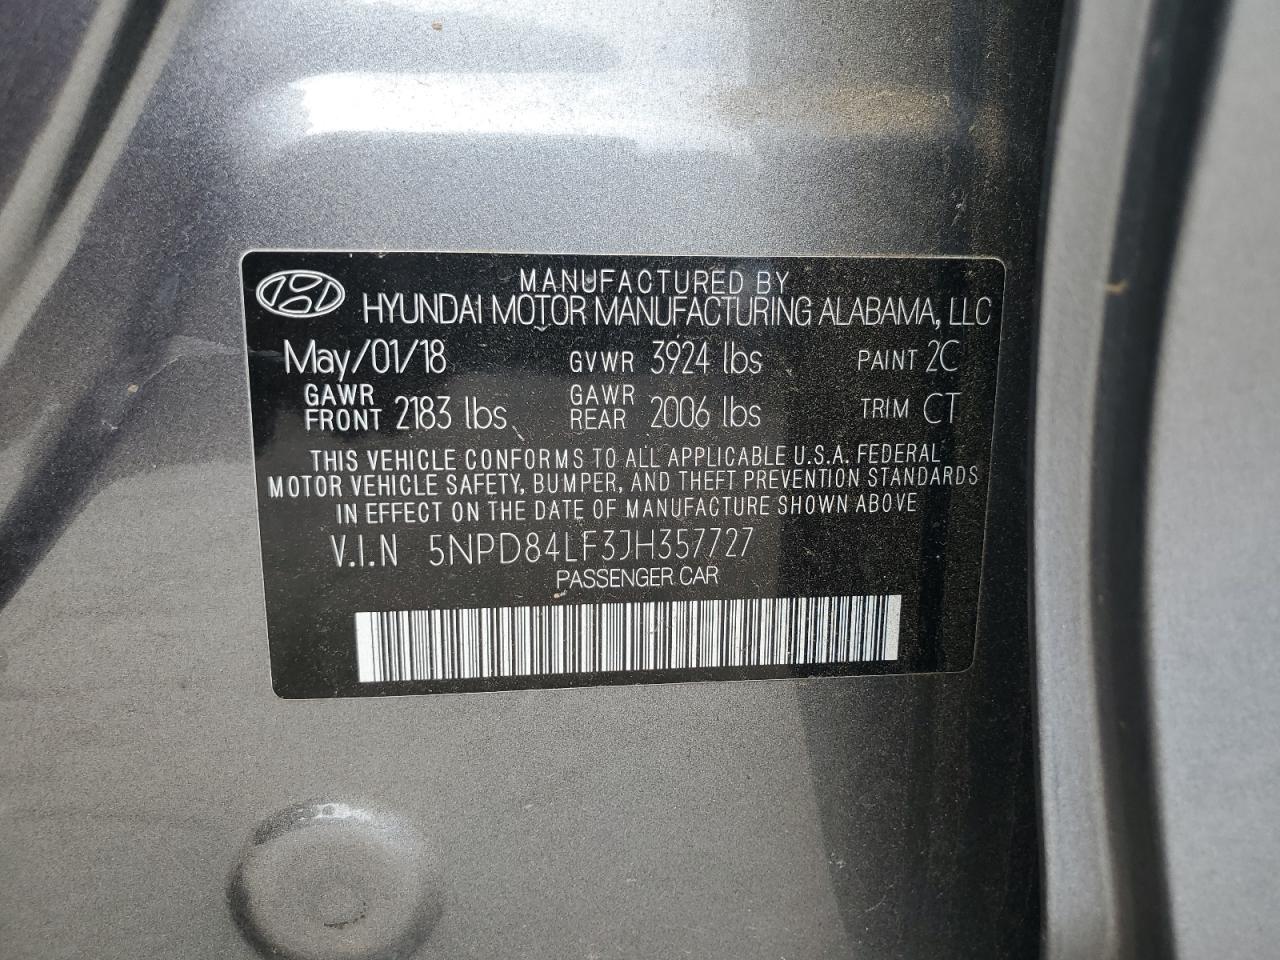 MANUFACTURED BY
HYUNDAI MOTOR MANUFACTURING ALABAMA, LLC
May/01/18 GVWR 3924 lbs PAINT 2C
GAWR FRONT 2183 lbs GAWR REAR 2006 lbs TRIM CT
THIS VEHICLE CONFORMS TO ALL APPLICABLE U.S.A. FEDERAL
MOTOR VEHICLE SAFETY, BUMPER, AND THEFT PREVENTION STANDARDS
IN EFFECT ON THE DATE OF MANUFACTURE SHOWN ABOVE
V.I.N 5NPD84LF3JH357727
PASSENGER CAR